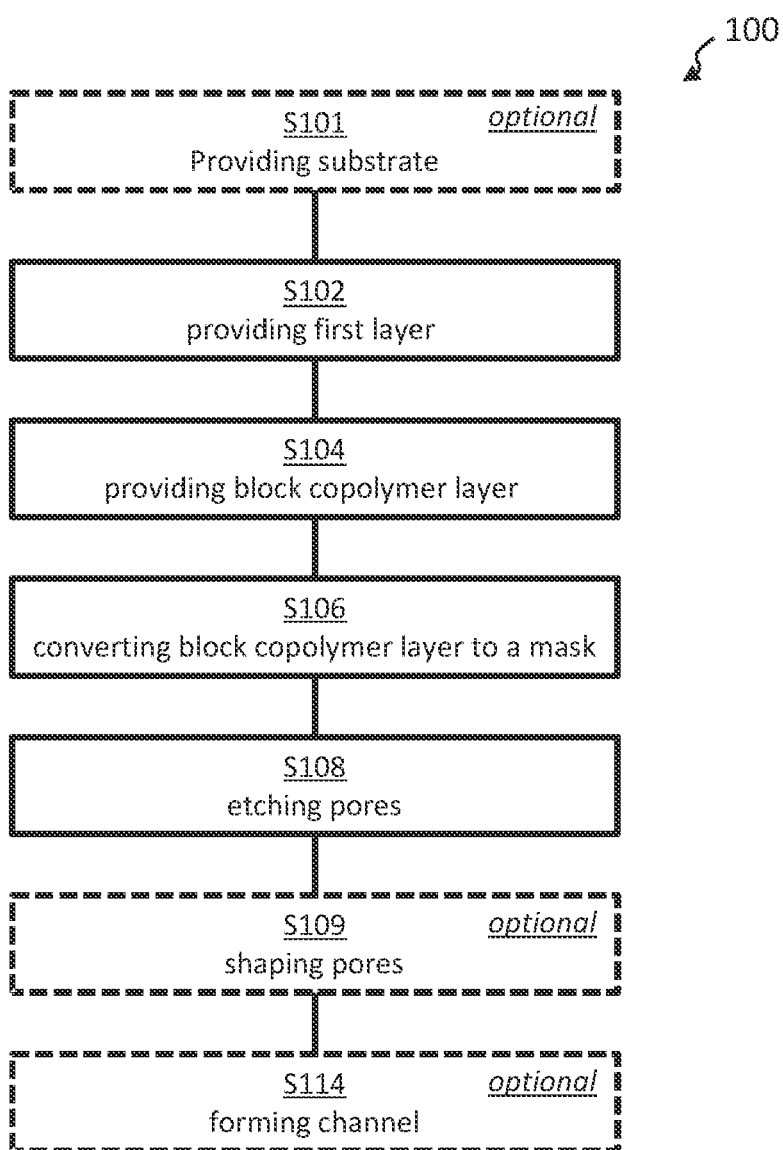 100
S101 optional
Providing substrate
S102
providing first layer
S104
providing block copolymer layer
S106
converting block copolymer layer to a mask
S108
etching pores
S109 optional
shaping pores
S114 optional
forming channel